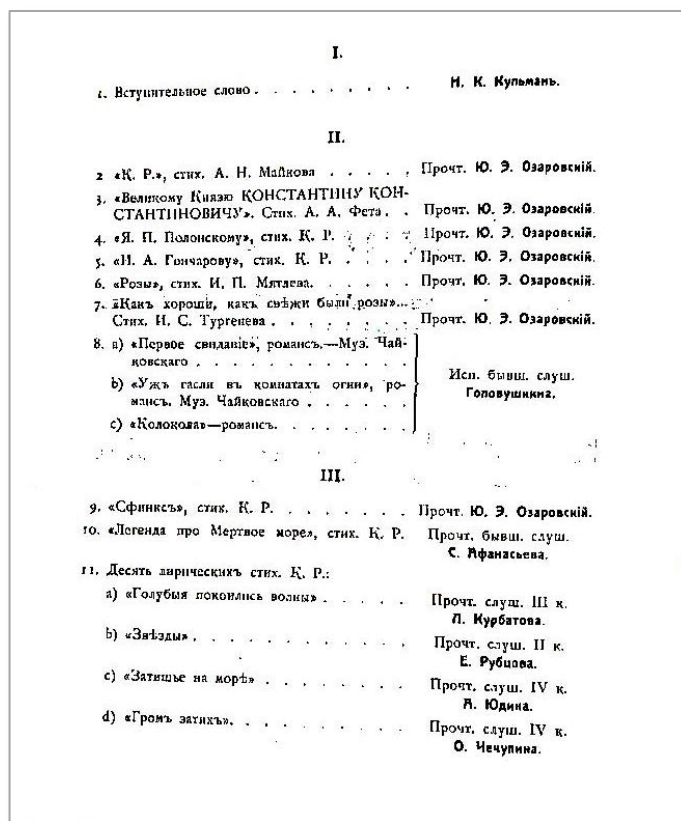 I.
1. Вступительное слово . . . . . . . . . Н. К. Кульманъ.
II.
2 «К. Р.», стих. А. Н. Майкова . . . . . Прочт. Ю. Э. Озаровскій.
3. «Великому Князю КОНСТАНТИНУ КОН-
СТАНТИНОВИЧУ». Стих. А. А. Фета. . Прочт. Ю. Э. Озаровскій.
4. «Я. П. Полонскому», стих. К. Р. . . . . Прочт. Ю. Э. Озаровскій.
5. «И. А. Гончарову», стих. К. Р. . . . . Прочт. Ю. Э. Озаровскій.
6. «Розы», стих. И. П. Мятлева. . . . . . Прочт. Ю. Э. Озаровскій.
7. «Какъ хороши, какъ свѣжи были розы»...
Стих. И. С. Тургенева . . . . . . . . Прочт. Ю. Э. Озаровскій.
8. a) «Первое свиданіе», романсъ.—Муз. Чай-
ковскаго . . . . . . . . . . . .
b) «Ужъ гасли въ комнатахъ огни», ро-
мансъ. Муз. Чайковскаго . . . . . .
c) «Колокола»—романсъ. . . . . . . .
Исп. бывш. слуш.
Головушкина.
III.
9. «Сфинксъ», стих. К. Р. . . . . . . . Прочт. Ю. Э. Озаровскій.
10. «Легенда про Мертвое море», стих. К. Р. Прочт. бывш. слуш.
С. Афанасьева.
11. Десять лирическихъ стих. К. Р.:
a) «Голубыя покоились волны» . . . . . Прочт. слуш. III к.
Л. Курбатова.
b) «Звѣзды» . . . . . . . . . . . . Прочт. слуш. II к.
Е. Рубцова.
c) «Затишье на морѣ» . . . . . . . . Прочт. слуш. IV к.
А. Юдина.
d) «Громъ затихъ». . . . . . . . . . Прочт. слуш. IV к.
О. Чечулина.